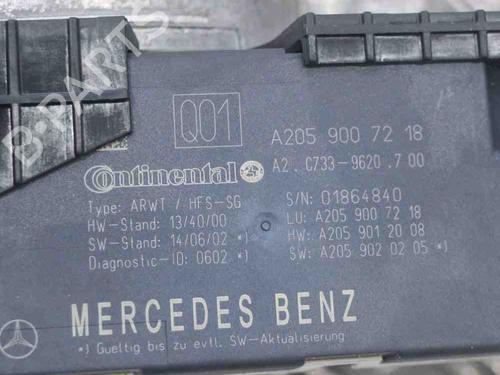 Q01
A205 900 72 18
Continental
A2.C733-9620.700
Type: ARWT / HFS-SG
S/N: 01864840
HW-Stand: 13/40/00
LU: A205 900 72 18
SW-Stand: 14/06/02 *)
HW: A205 901 20 08
Diagnostic-ID: 0602 *)
SW: A205 902 02 05 *)
MERCEDES BENZ
*) Gueltig bis zu evtl. SW-Aktualisierung
B-Parts